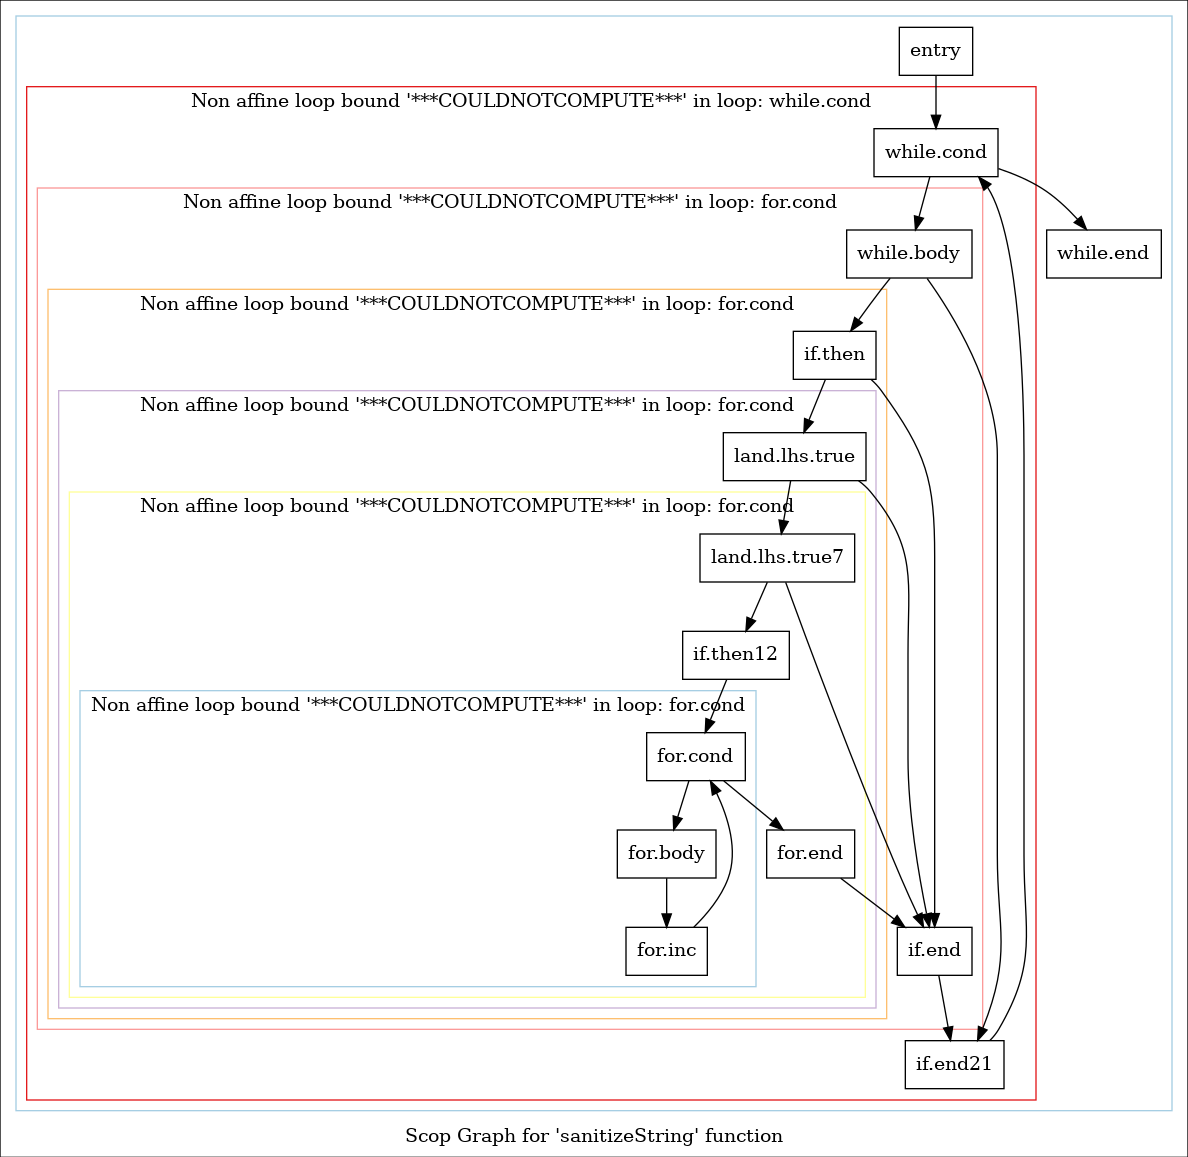 entry
Non affine loop bound '***COULDNOTCOMPUTE***' in loop: while.cond
while.cond
Non affine loop bound '***COULDNOTCOMPUTE***' in loop: for.cond
while.body
while.end
Non affine loop bound '***COULDNOTCOMPUTE***' in loop: for.cond
if.then
Non affine loop bound '***COULDNOTCOMPUTE***' in loop: for.cond
land.lhs.true
Non affine loop bound '***COULDNOTCOMPUTE***' in loop: for.cond
land.lhs.true7
if.then12
Non affine loop bound '***COULDNOTCOMPUTE***' in loop: for.cond
for.cond
for.body
for.end
for.inc
if.end
if.end21
Scop Graph for 'sanitizeString' function